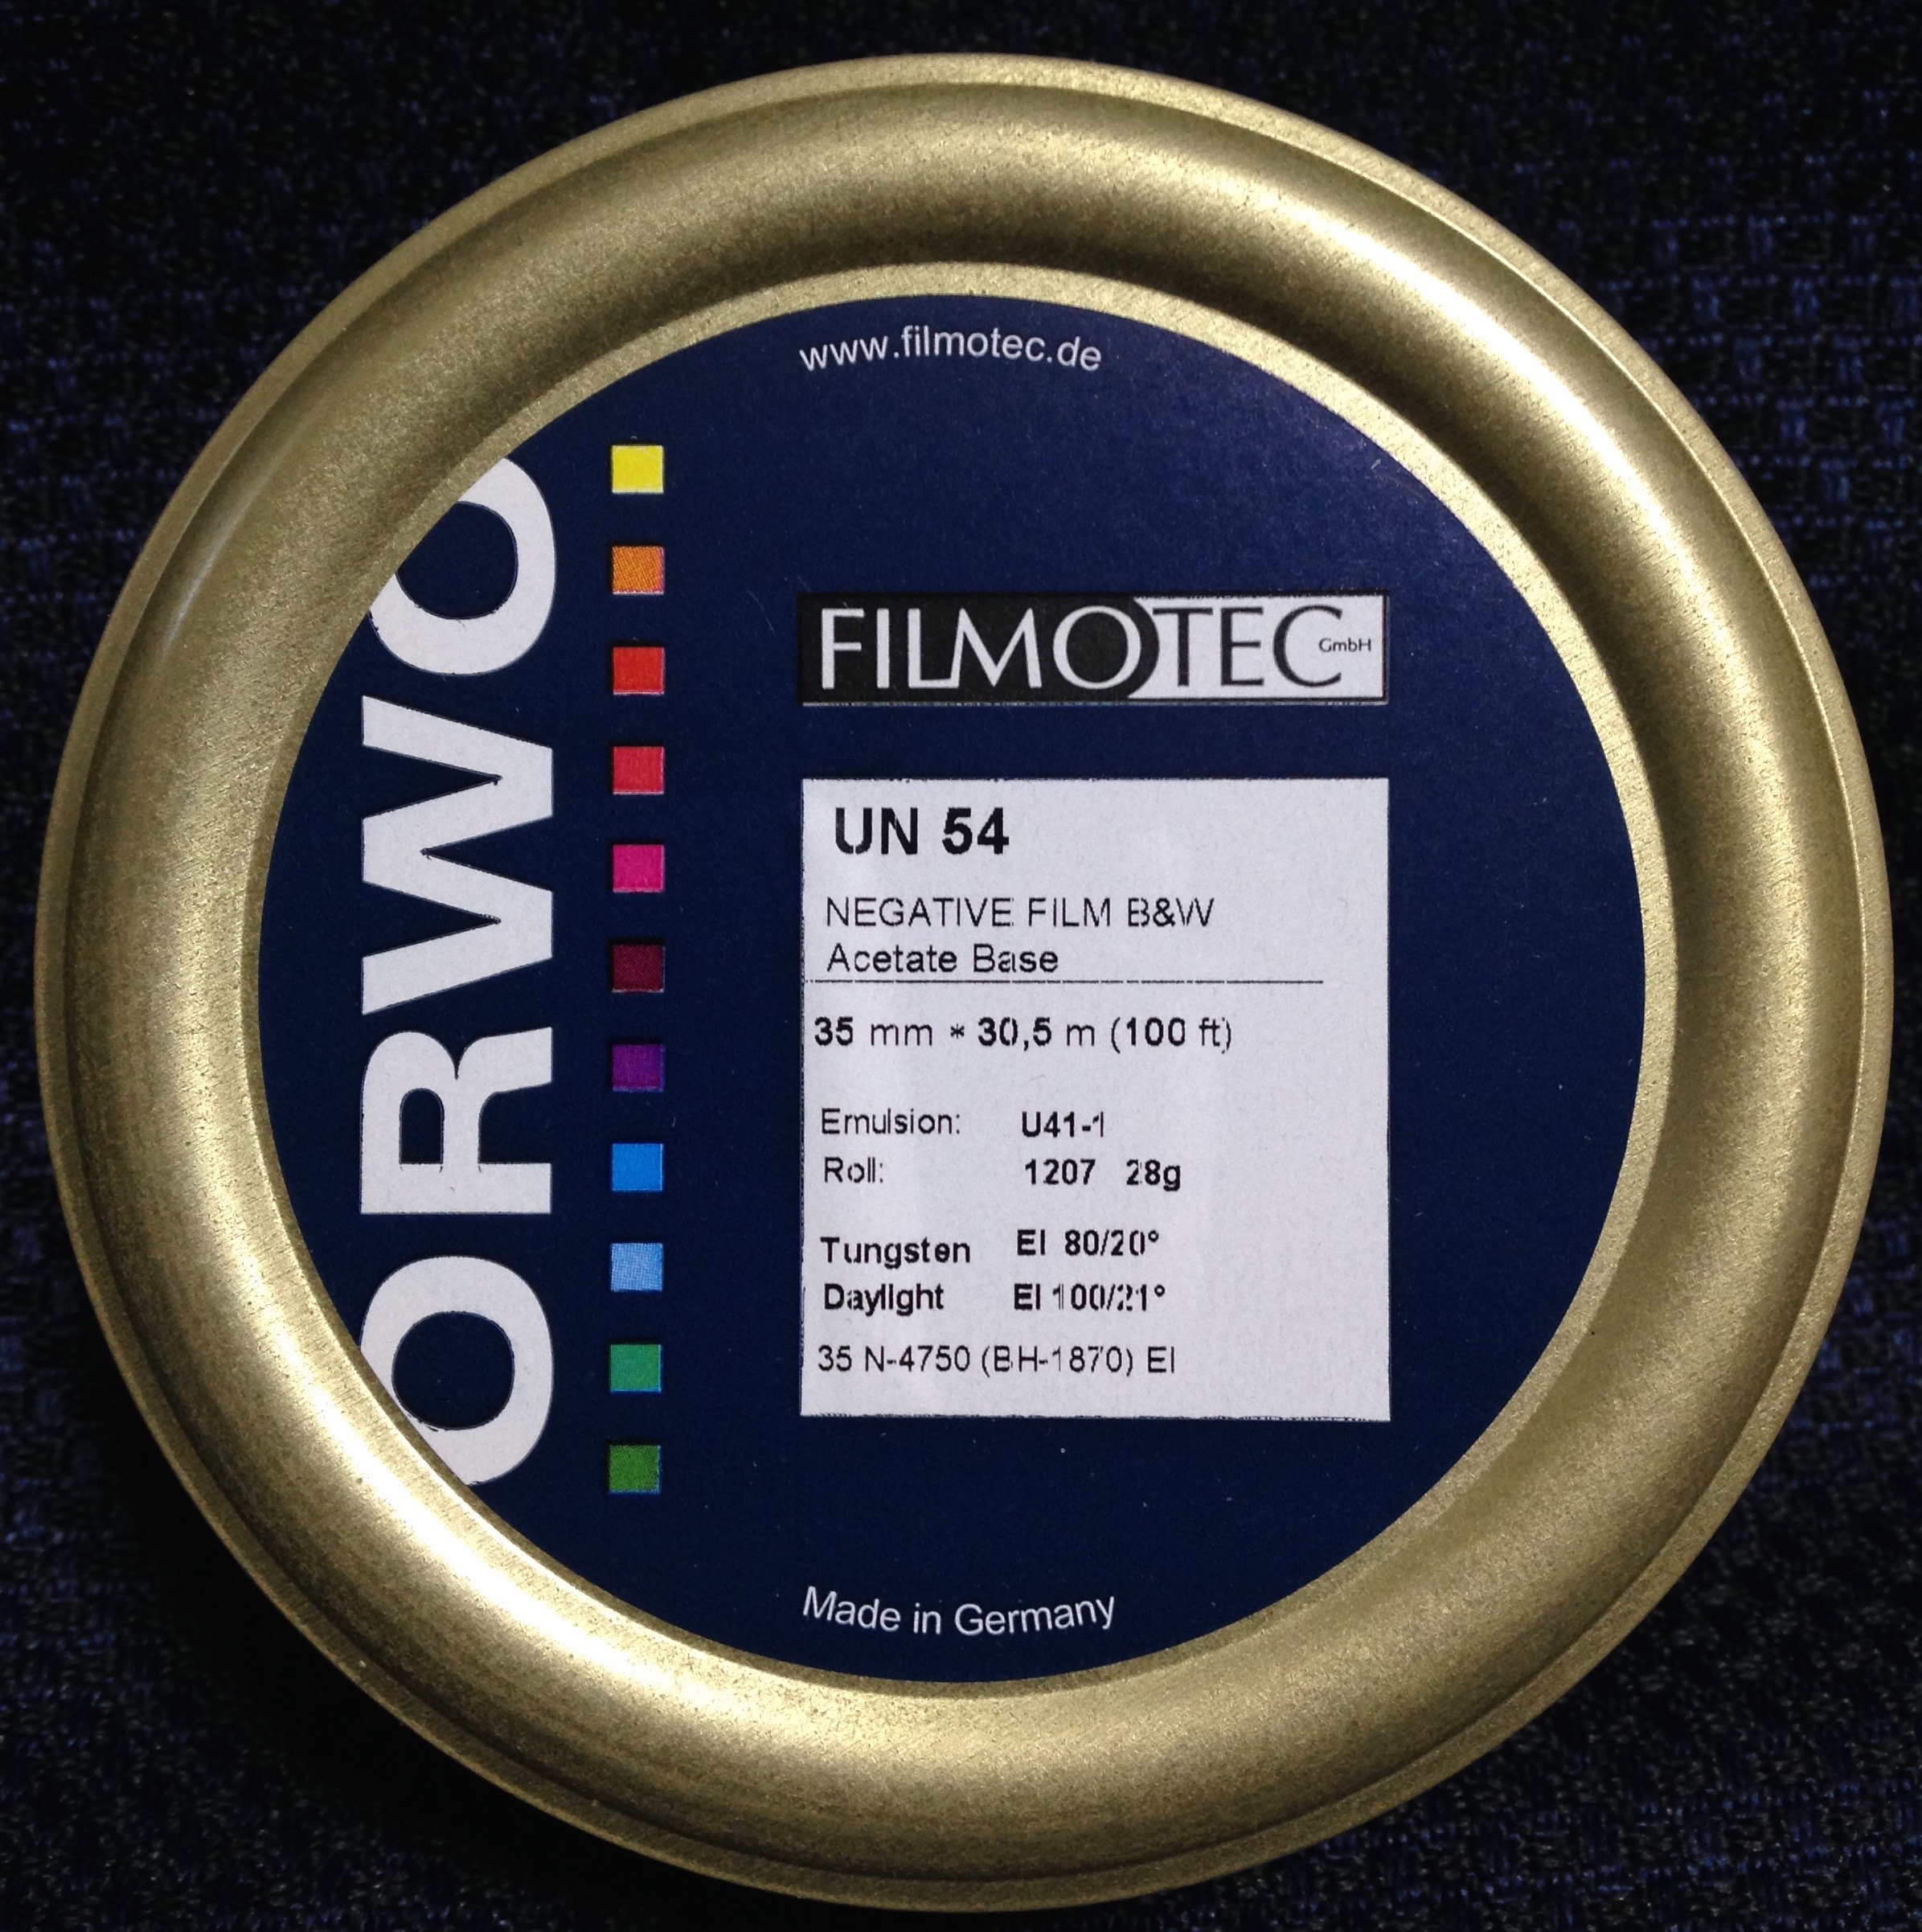 www.filmotec.de
ORWO
FILMOTEC GmbH
UN 54
NEGATIVE FILM B&W
Acetate Base
35 mm * 30,5 m (100 ft)
Emulsion: U41-1
Roll: 1207 28g
Tungsten EI 80/20°
Daylight EI 100/21°
35 N-4750 (BH-1870) EI
Made in Germany